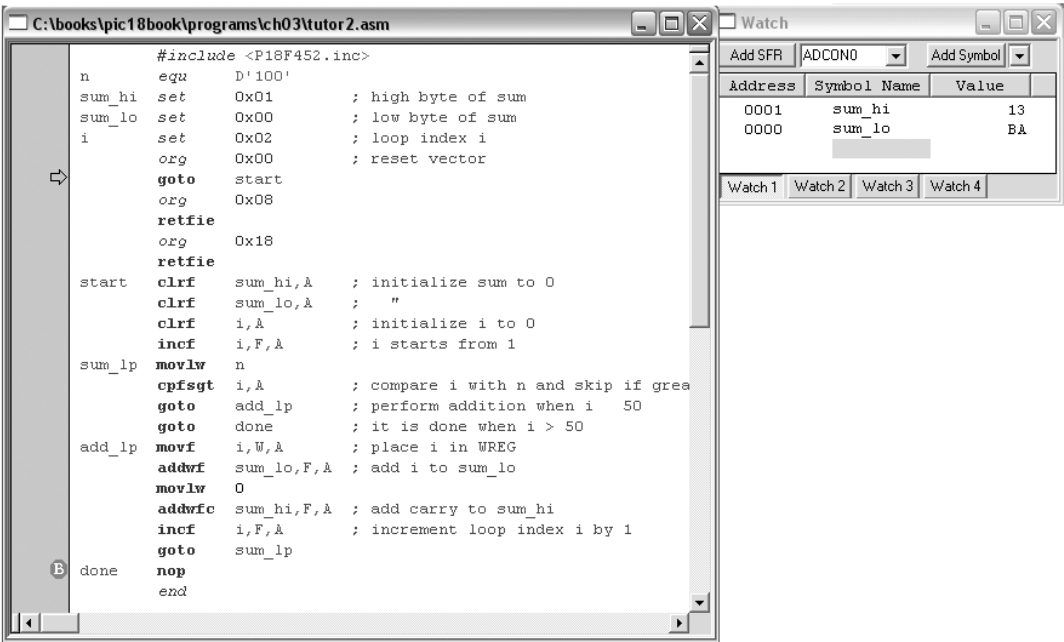 C:\books\pic18book\programs\ch03\tutor2.asm
#include <P18F452.inc>
n equ D'100'
sum_hi set 0x01 ; high byte of sum
sum_lo set 0x00 ; low byte of sum
i set 0x02 ; loop index i
org 0x00 ; reset vector
goto start
org 0x08
retfie
org 0x18
retfie
start clrf sum_hi,A ; initialize sum to 0
clrf sum_lo,A ; "
clrf i,A ; initialize i to 0
incf i,F,A ; i starts from 1
sum_lp movlw n
cpfsgt i,A ; compare i with n and skip if grea
goto add_lp ; perform addition when i 50
goto done ; it is done when i > 50
add_lp movf i,W,A ; place i in WREG
addwf sum_lo,F,A ; add i to sum_lo
movlw 0
addwfc sum_hi,F,A ; add carry to sum_hi
incf i,F,A ; increment loop index i by 1
goto sum_lp
B done nop
end
Watch
Add SFR ADCON0 Add Symbol
Address Symbol Name Value
0001 sum_hi 13
0000 sum_lo BA
Watch 1 Watch 2 Watch 3 Watch 4